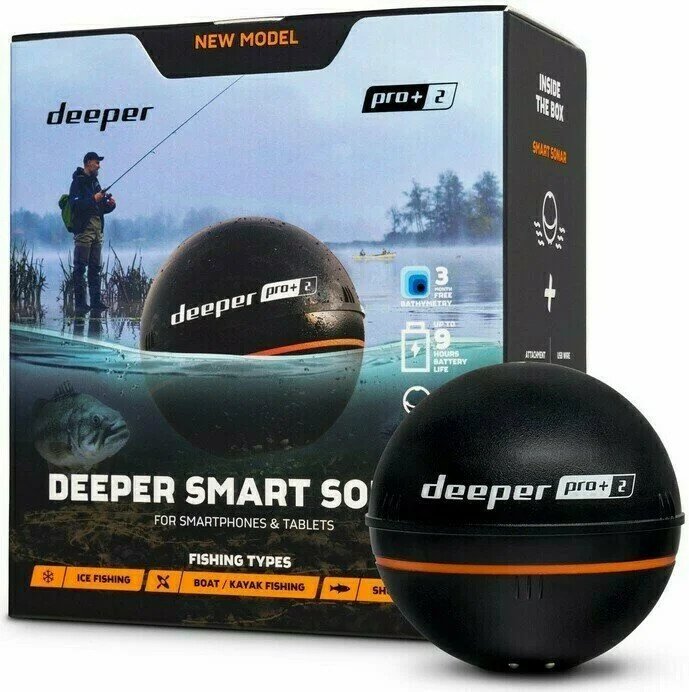 NEW MODEL
deeper
pro+ 2
INSIDE
THE BOX
SMART SONAR
deeper pro+ 2
3
MONTH
FREE
BATHYMETRY
UP TO
9
HOURS
BATTERY
LIFE
ATTACHMENT
USB WIRE
DEEPER SMART SO
FOR SMARTPHONES & TABLETS
FISHING TYPES
ICE FISHING
BOAT / KAYAK FISHING
SH
deeper pro+ 2